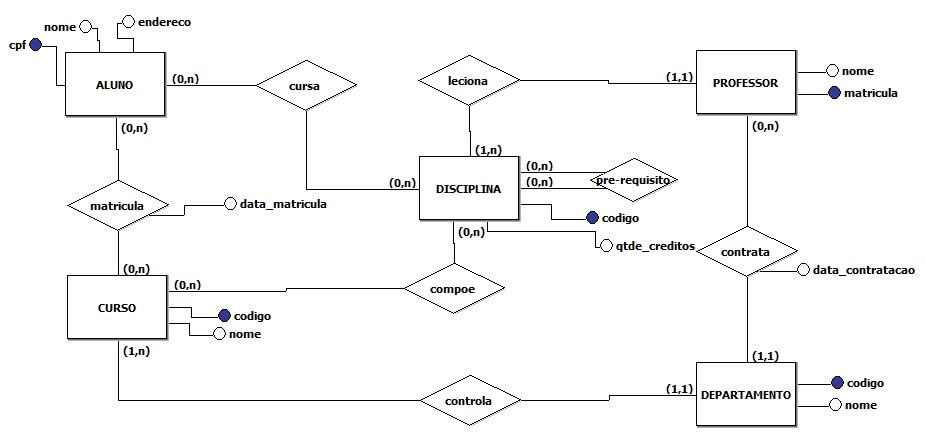 nome
endereco
cpf
ALUNO
(0,n)
cursa
leciona
(1,1)
PROFESSOR
nome
matricula
(0,n)
(0,n)
(1,n)
(0,n)
(0,n)
pre-requisito
(0,n)
DISCIPLINA
matricula
data_matricula
codigo
(0,n)
qtde_creditos
contrata
data_contratacao
(0,n)
(0,n)
compoe
CURSO
codigo
nome
(1,n)
(1,1)
controla
(1,1)
DEPARTAMENTO
codigo
nome